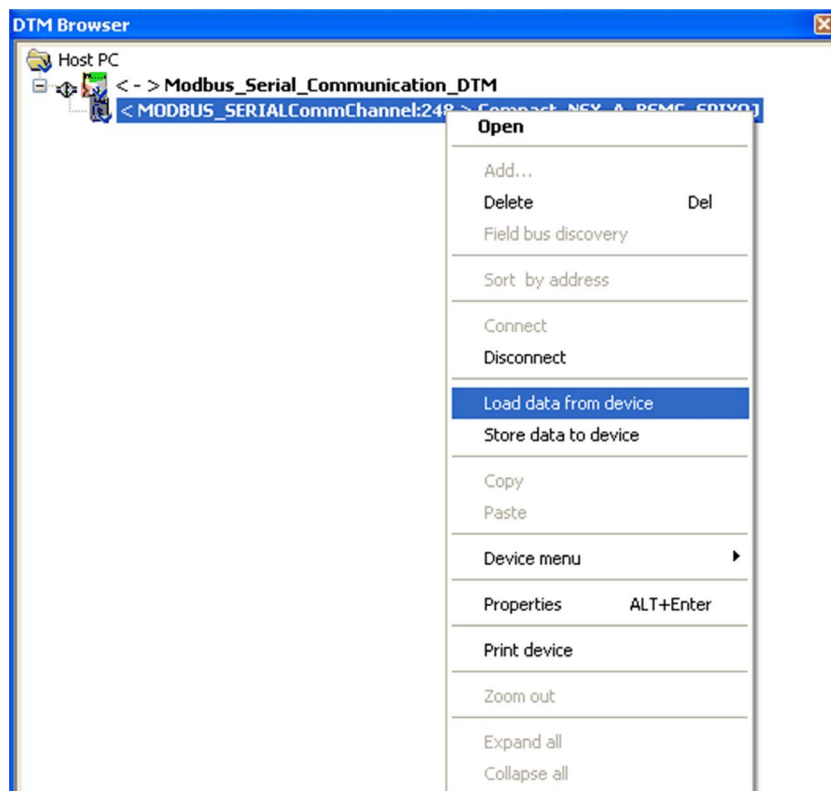 DTM Browser
Host PC
< - > Modbus_Serial_Communication_DTM
< MODBUS_SERIALCommChannel:248 >
Open
Add...
Delete Del
Field bus discovery
Sort by address
Connect
Disconnect
Load data from device
Store data to device
Copy
Paste
Device menu
Properties ALT+Enter
Print device
Zoom out
Expand all
Collapse all